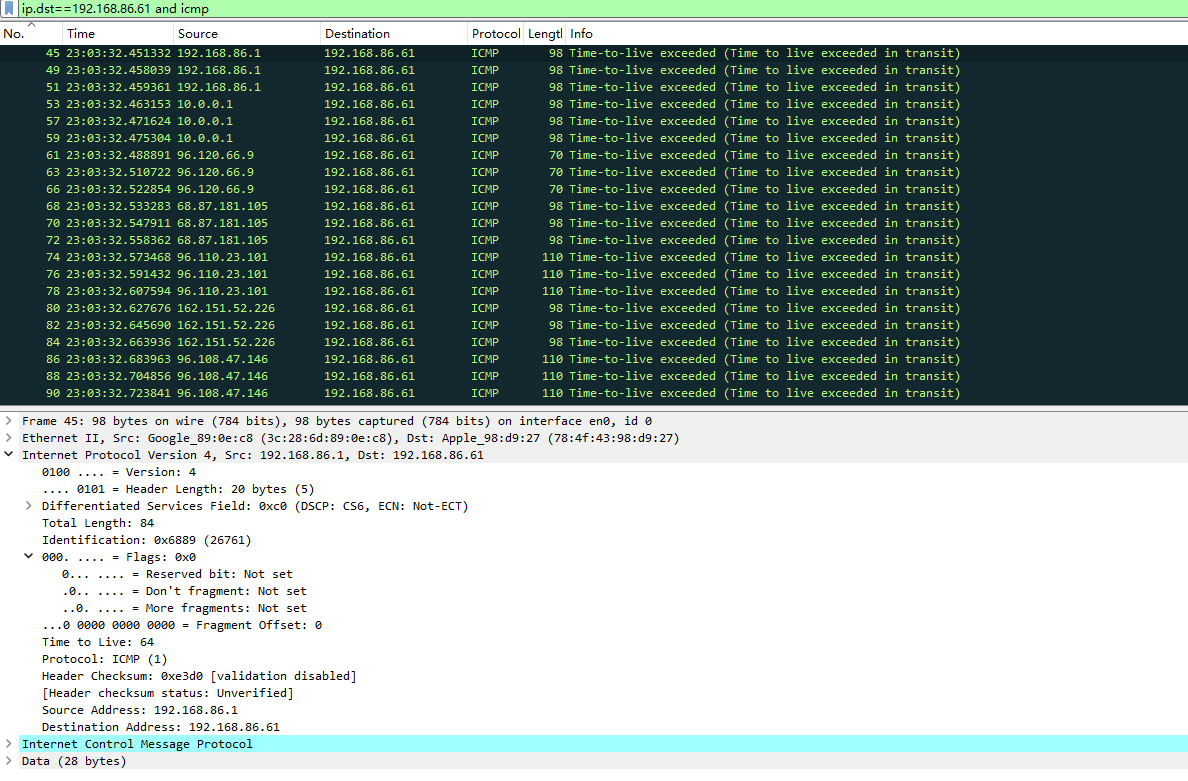 ip.dst==192.168.86.61 and icmp
No. Time Source Destination Protocol Lengtl Info
45 23:03:32.451332 192.168.86.1 192.168.86.61 ICMP 98 Time-to-live exceeded (Time to live exceeded in transit)
49 23:03:32.458039 192.168.86.1 192.168.86.61 ICMP 98 Time-to-live exceeded (Time to live exceeded in transit)
51 23:03:32.459361 192.168.86.1 192.168.86.61 ICMP 98 Time-to-live exceeded (Time to live exceeded in transit)
53 23:03:32.463153 10.0.0.1 192.168.86.61 ICMP 98 Time-to-live exceeded (Time to live exceeded in transit)
57 23:03:32.471624 10.0.0.1 192.168.86.61 ICMP 98 Time-to-live exceeded (Time to live exceeded in transit)
59 23:03:32.475304 10.0.0.1 192.168.86.61 ICMP 98 Time-to-live exceeded (Time to live exceeded in transit)
61 23:03:32.488891 96.120.66.9 192.168.86.61 ICMP 70 Time-to-live exceeded (Time to live exceeded in transit)
63 23:03:32.510722 96.120.66.9 192.168.86.61 ICMP 70 Time-to-live exceeded (Time to live exceeded in transit)
66 23:03:32.522854 96.120.66.9 192.168.86.61 ICMP 70 Time-to-live exceeded (Time to live exceeded in transit)
68 23:03:32.533283 68.87.181.105 192.168.86.61 ICMP 98 Time-to-live exceeded (Time to live exceeded in transit)
70 23:03:32.547911 68.87.181.105 192.168.86.61 ICMP 98 Time-to-live exceeded (Time to live exceeded in transit)
72 23:03:32.558362 68.87.181.105 192.168.86.61 ICMP 98 Time-to-live exceeded (Time to live exceeded in transit)
74 23:03:32.573468 96.110.23.101 192.168.86.61 ICMP 110 Time-to-live exceeded (Time to live exceeded in transit)
76 23:03:32.591432 96.110.23.101 192.168.86.61 ICMP 110 Time-to-live exceeded (Time to live exceeded in transit)
78 23:03:32.607594 96.110.23.101 192.168.86.61 ICMP 110 Time-to-live exceeded (Time to live exceeded in transit)
80 23:03:32.627676 162.151.52.226 192.168.86.61 ICMP 98 Time-to-live exceeded (Time to live exceeded in transit)
82 23:03:32.645690 162.151.52.226 192.168.86.61 ICMP 98 Time-to-live exceeded (Time to live exceeded in transit)
84 23:03:32.663936 162.151.52.226 192.168.86.61 ICMP 98 Time-to-live exceeded (Time to live exceeded in transit)
86 23:03:32.683963 96.108.47.146 192.168.86.61 ICMP 110 Time-to-live exceeded (Time to live exceeded in transit)
88 23:03:32.704856 96.108.47.146 192.168.86.61 ICMP 110 Time-to-live exceeded (Time to live exceeded in transit)
90 23:03:32.723841 96.108.47.146 192.168.86.61 ICMP 110 Time-to-live exceeded (Time to live exceeded in transit)
Frame 45: 98 bytes on wire (784 bits), 98 bytes captured (784 bits) on interface en0, id 0
Ethernet II, Src: Google_89:0e:c8 (3c:28:6d:89:0e:c8), Dst: Apple_98:d9:27 (78:4f:43:98:d9:27)
Internet Protocol Version 4, Src: 192.168.86.1, Dst: 192.168.86.61
0100 .... = Version: 4
.... 0101 = Header Length: 20 bytes (5)
Differentiated Services Field: 0xc0 (DSCP: CS6, ECN: Not-ECT)
Total Length: 84
Identification: 0x6889 (26761)
000. .... = Flags: 0x0
0... .... = Reserved bit: Not set
.0.. .... = Don't fragment: Not set
..0. .... = More fragments: Not set
...0 0000 0000 0000 = Fragment Offset: 0
Time to Live: 64
Protocol: ICMP (1)
Header Checksum: 0xe3d0 [validation disabled]
[Header checksum status: Unverified]
Source Address: 192.168.86.1
Destination Address: 192.168.86.61
Internet Control Message Protocol
Data (28 bytes)